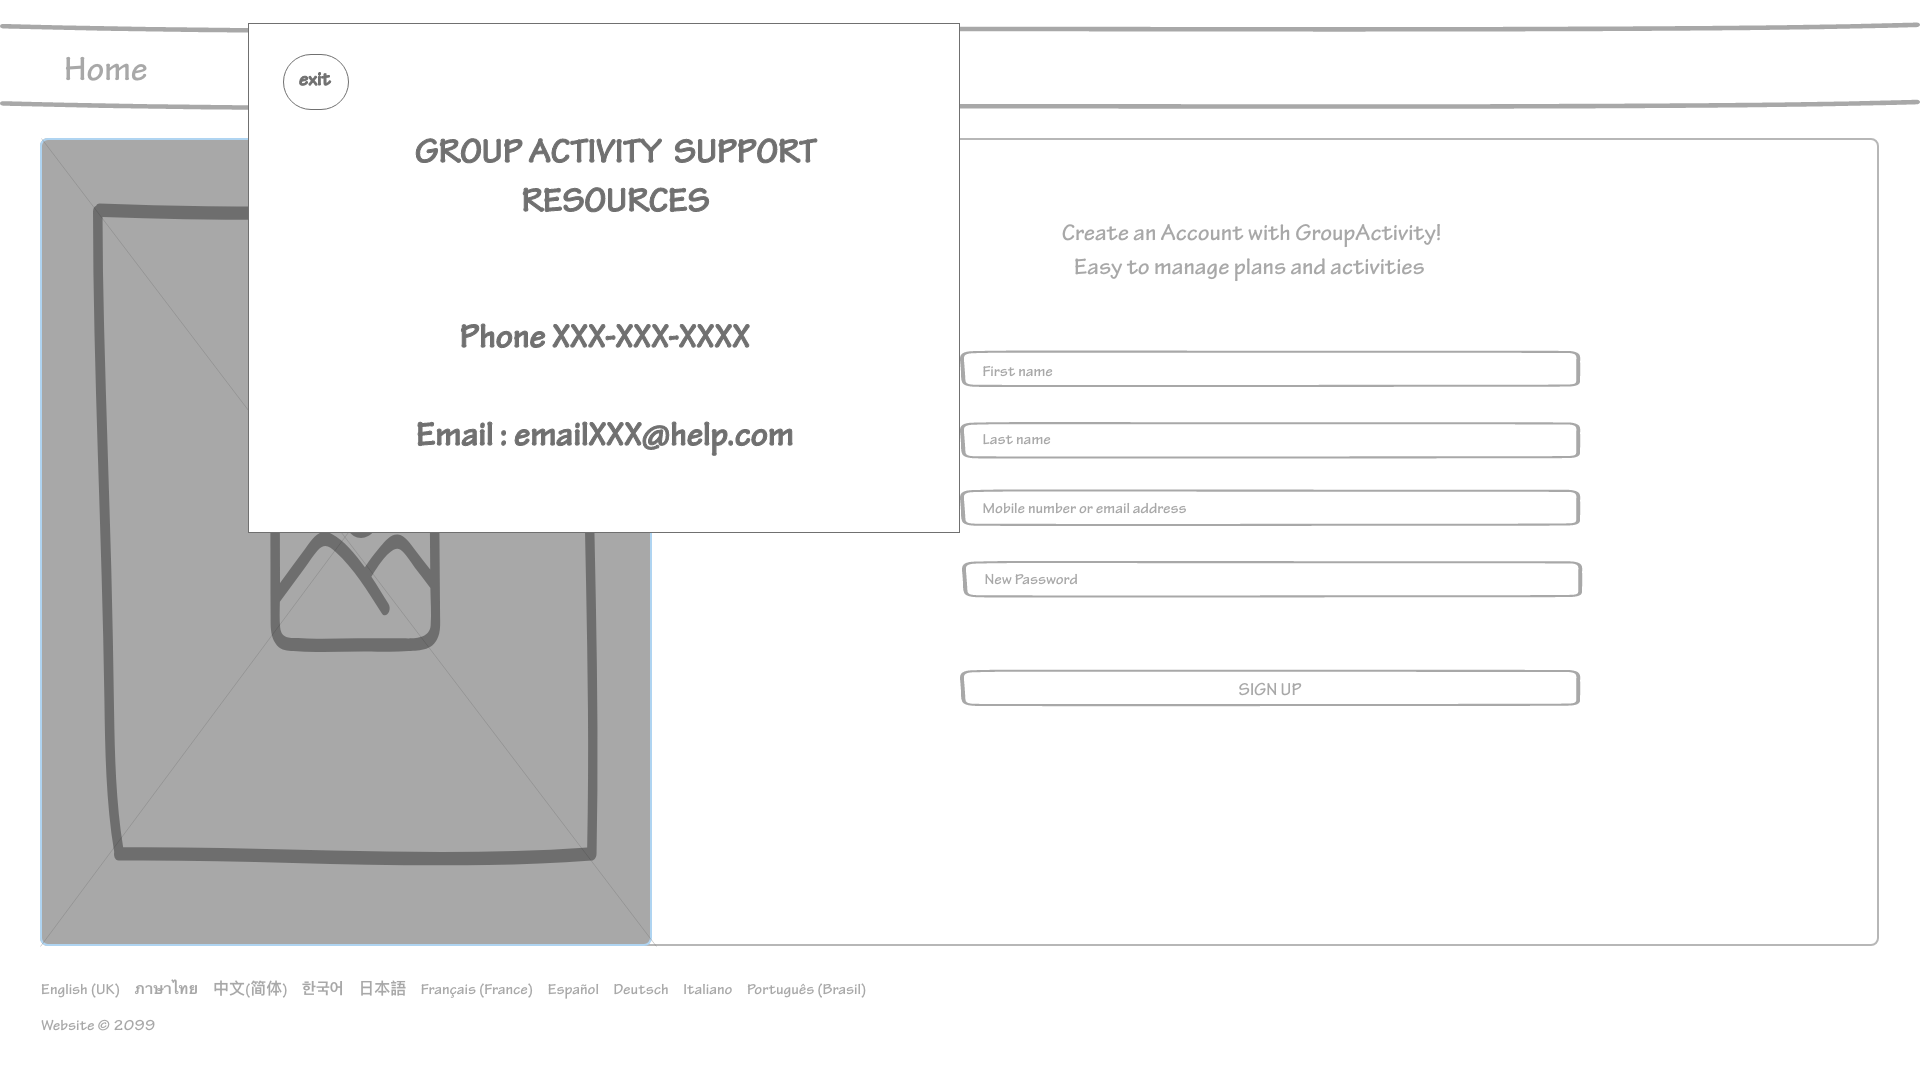 Home
exit
GROUP ACTIVITY SUPPORT
RESOURCES
Phone XXX-XXX-XXXX
Email : emailXXX@help.com
Create an Account with GroupActivity!
Easy to manage plans and activities
First name
Last name
Mobile number or email address
New Password
SIGN UP
English (UK) ภาษาไทย 中文(简体) 한국어 日本語 Français (France) Español Deutsch Italiano Português (Brasil)
Website © 2099